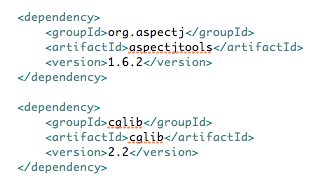 <dependency>
    <groupId>org.aspectj</groupId>
    <artifactId>aspectjtools</artifactId>
    <version>1.6.2</version>
</dependency>

<dependency>
    <groupId>cglib</groupId>
    <artifactId>cglib</artifactId>
    <version>2.2</version>
</dependency>